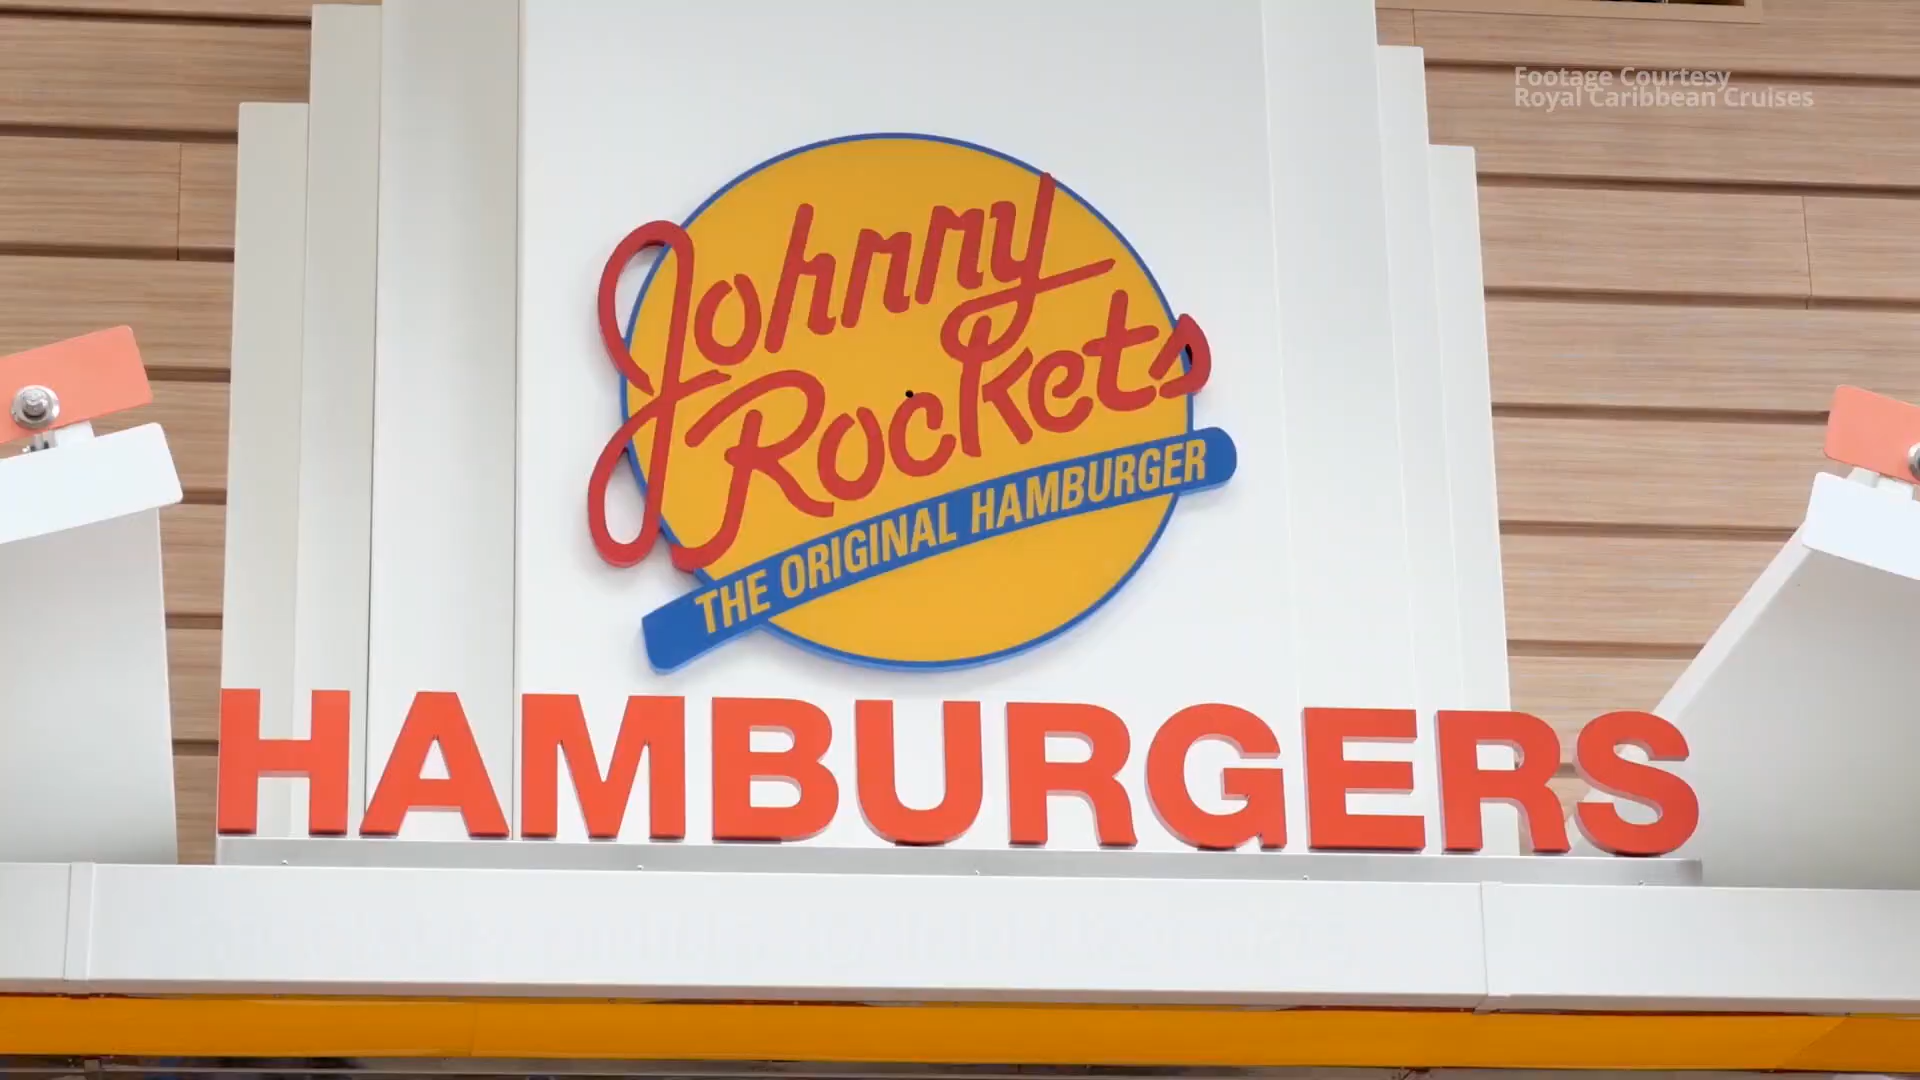 Footage Courtesy
Royal Caribbean Cruises
Johnny
Rockets
THE ORIGINAL HAMBURGER
HAMBURGERS